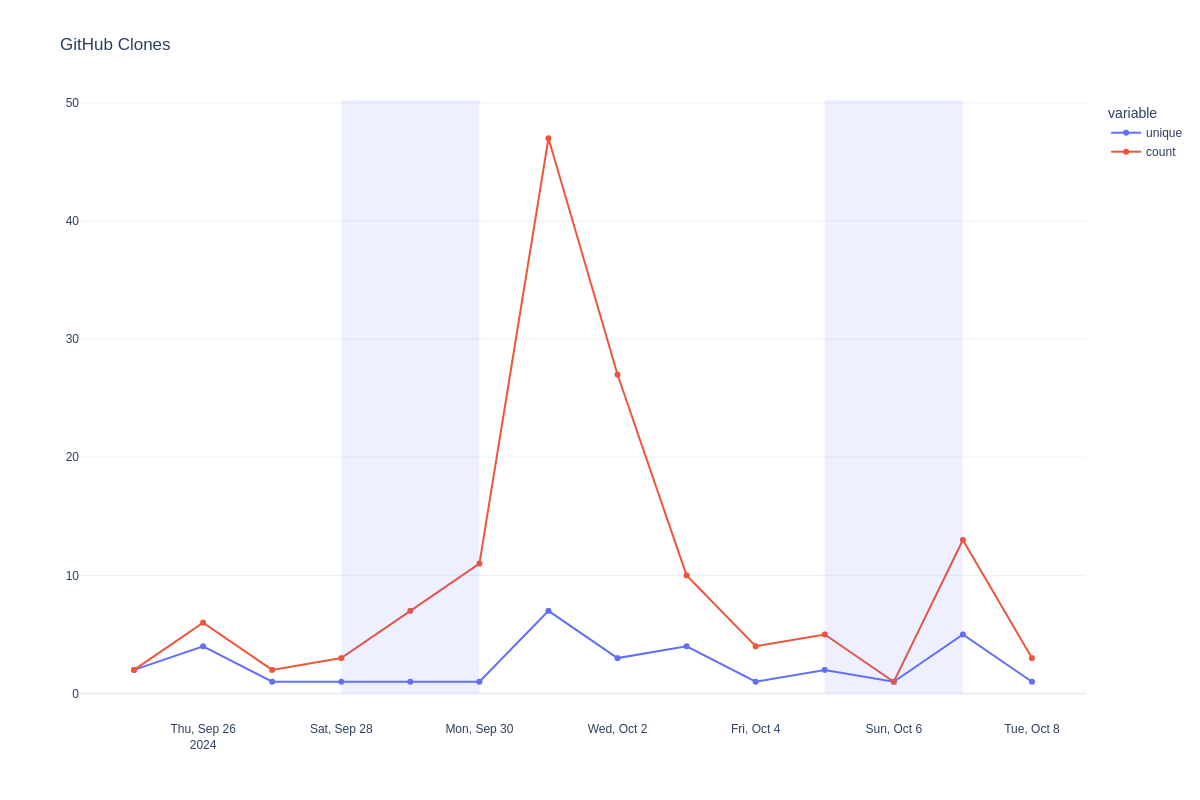 GitHub Clones
variable
unique
count
50
40
30
20
10
0
Thu, Sep 26
2024
Sat, Sep 28
Mon, Sep 30
Wed, Oct 2
Fri, Oct 4
Sun, Oct 6
Tue, Oct 8